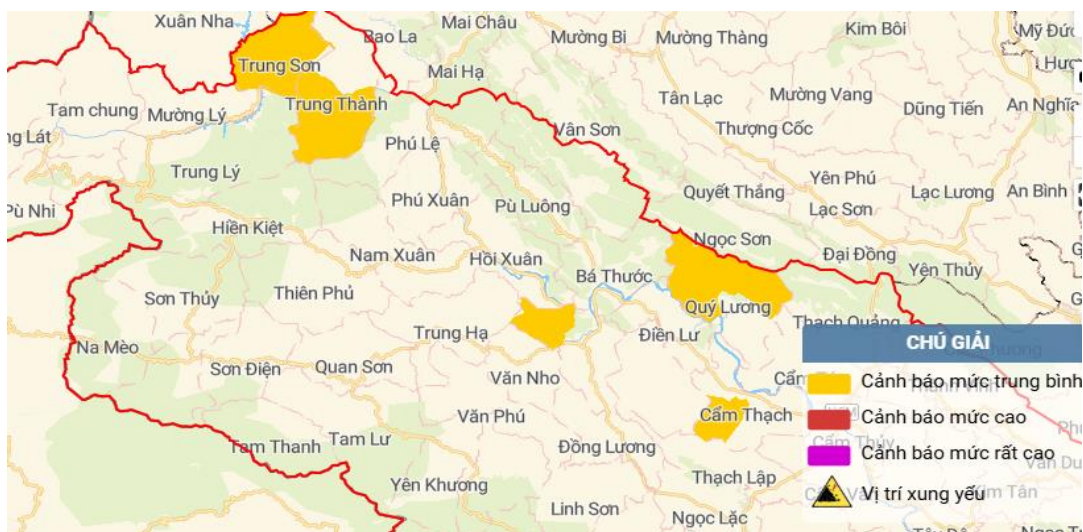 Xuân Nha
Mai Châu
Bao La
Mường Bi
Mường Thàng
Kim Bôi
Mỹ Đức
Trung Sơn
Mai Hạ
Hươ
Tam chung
Mường Lý
Trung Thành
Tân Lạc
Mường Vang
Dũng Tiến
An Nghĩa
ng Lát
Phú Lệ
Vân Sơn
Thượng Cốc
Trung Lý
Yên Phú
Quyết Thắng
Lạc Lương
An Bình
Pù Nhi
Phú Xuân
Pù Luông
Lạc Sơn
Hiền Kiệt
Ngọc Sơn
Nam Xuân
Hồi Xuân
Đại Đồng
Yên Thủy
Bá Thước
Sơn Thủy
Thiên Phủ
Quý Lương
Trung Hạ
Điền Lư
Thạch Quảng
Na Mèo
Sơn Điện
Quan Sơn
Văn Nho
Văn Phú
Cẩm Thạch
Tam Thanh
Tam Lư
Đồng Lương
Cẩm Thủy
Thạch Lập
Yên Khương
Linh Sơn
Ngọc Lặc
Kim Tân
CHÚ GIẢI
Cảnh báo mức trung bình
Cảnh báo mức cao
Cảnh báo mức rất cao
Vị trí xung yếu